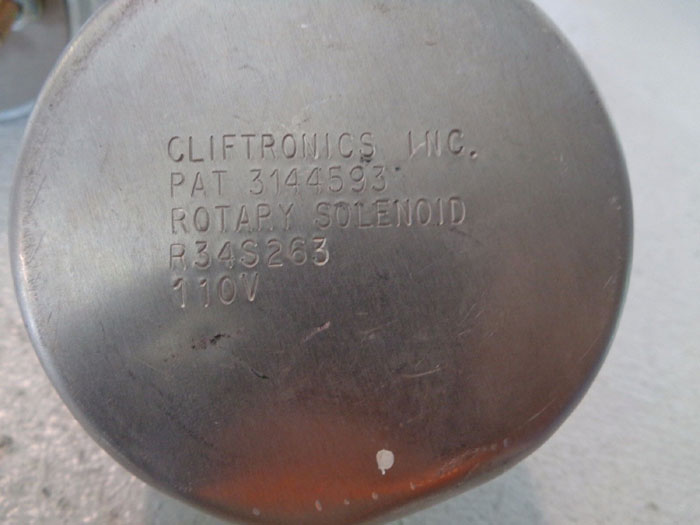 CLIFTRONICS INC.
PAT 3144593
ROTARY SOLENOID
R34S263
110V